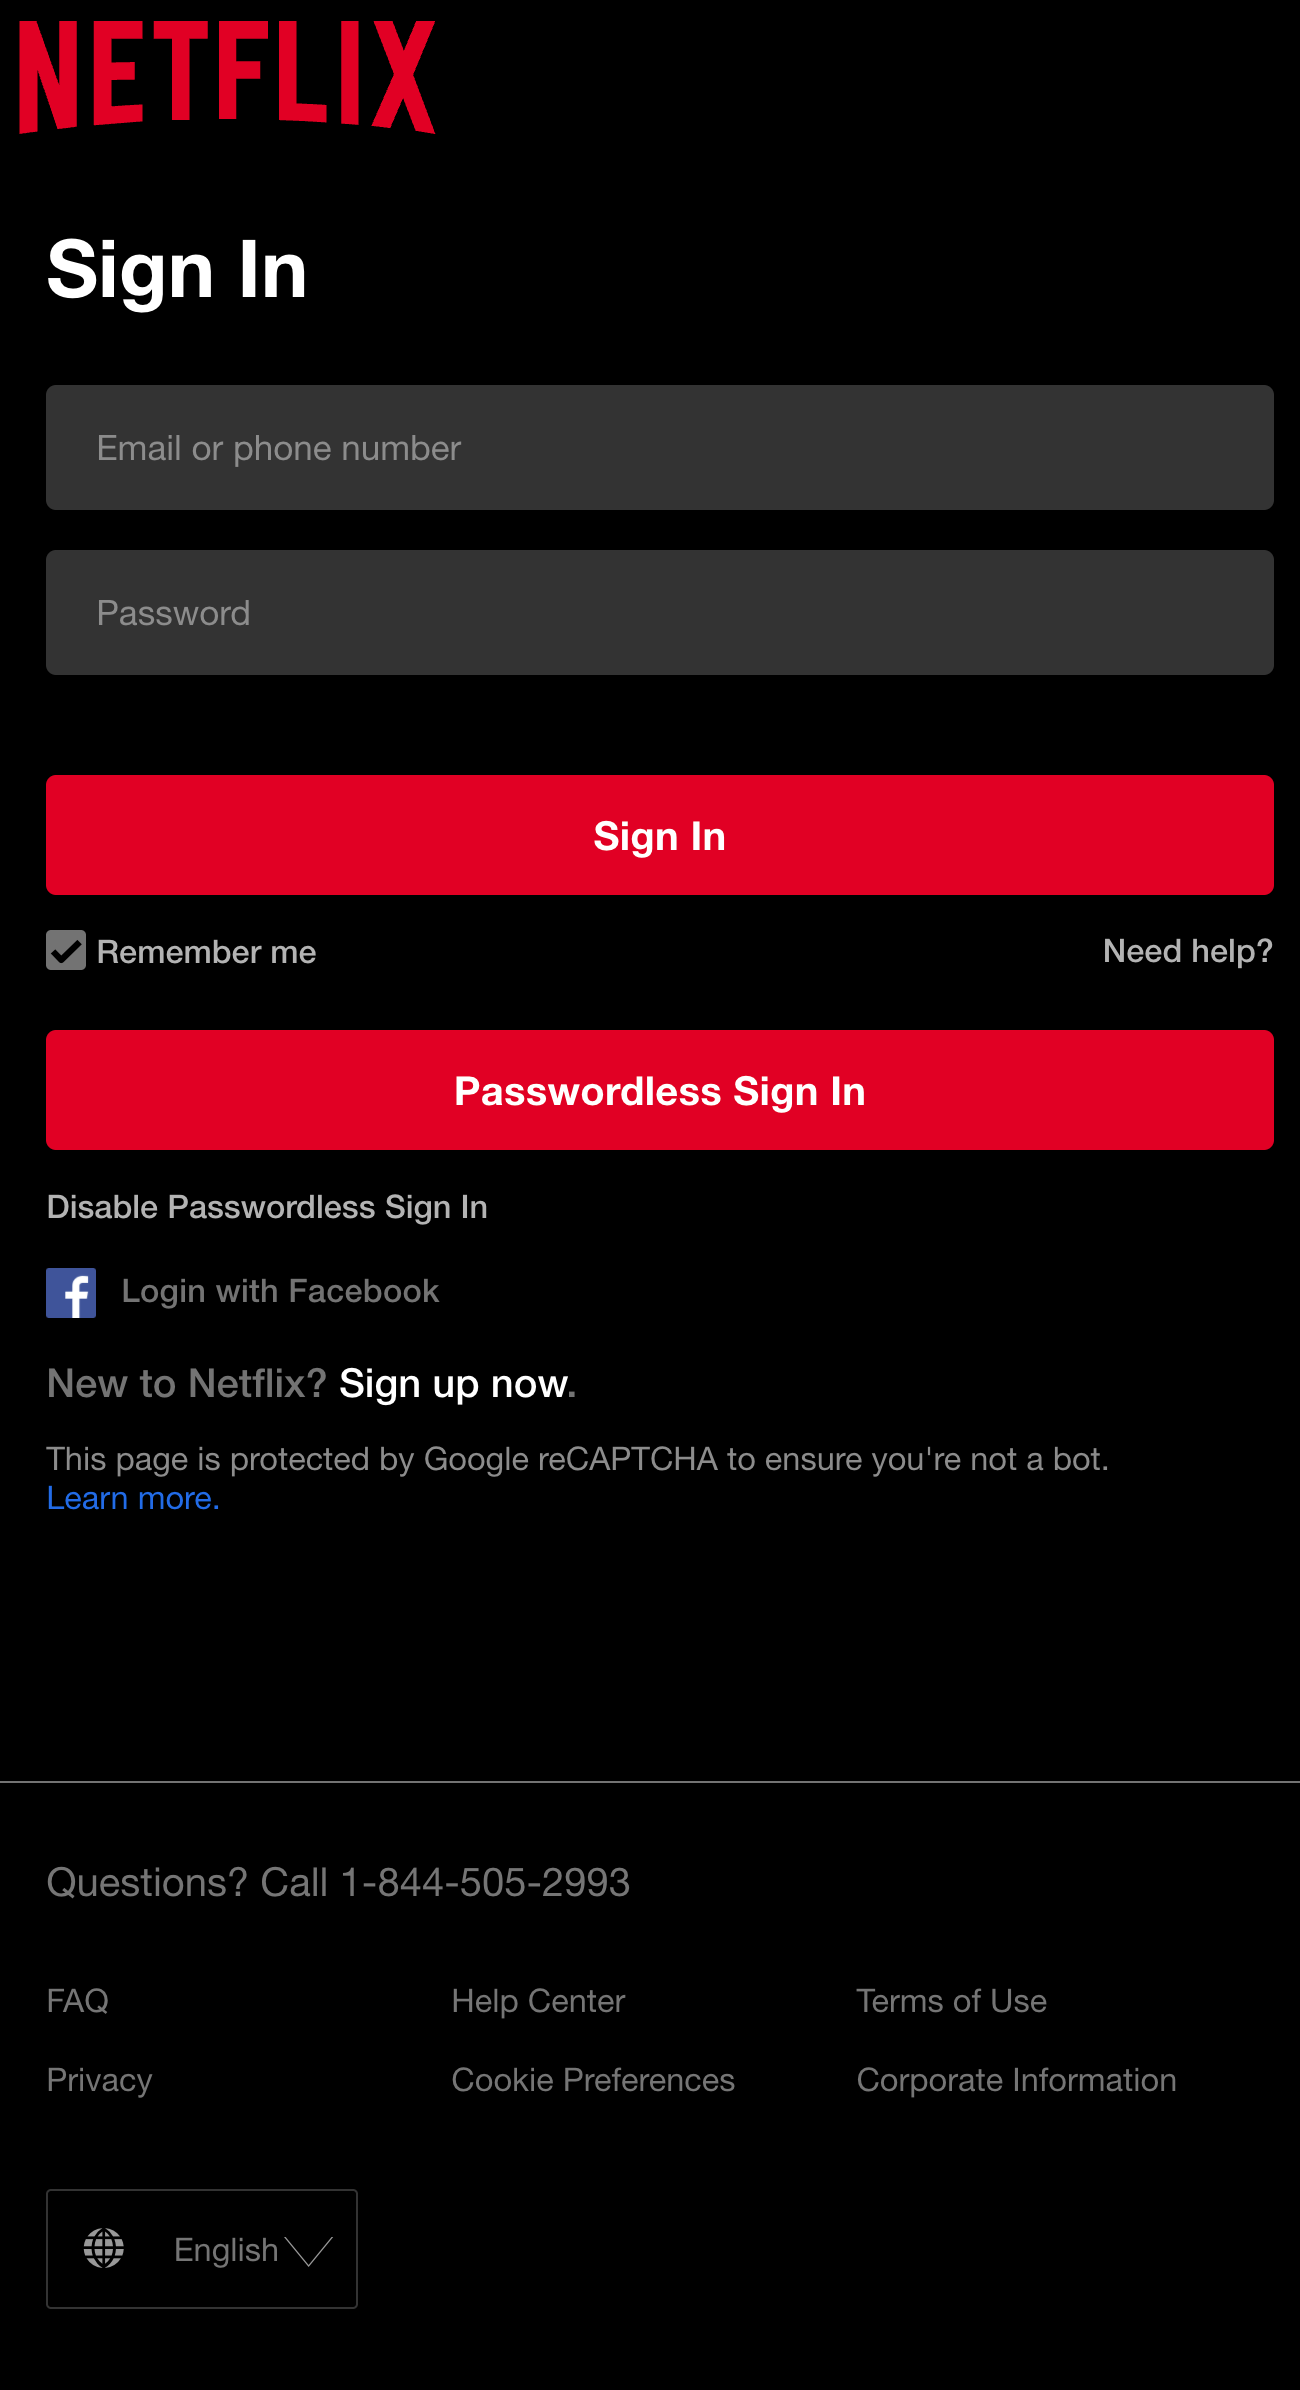 NETFLIX
Sign In
Email or phone number
Password
Sign In
Remember me
Need help?
Passwordless Sign In
Disable Passwordless Sign In
Login with Facebook
New to Netflix? Sign up now.
This page is protected by Google reCAPTCHA to ensure you're not a bot.
Learn more.
Questions? Call 1-844-505-2993
FAQ
Help Center
Terms of Use
Privacy
Cookie Preferences
Corporate Information
English